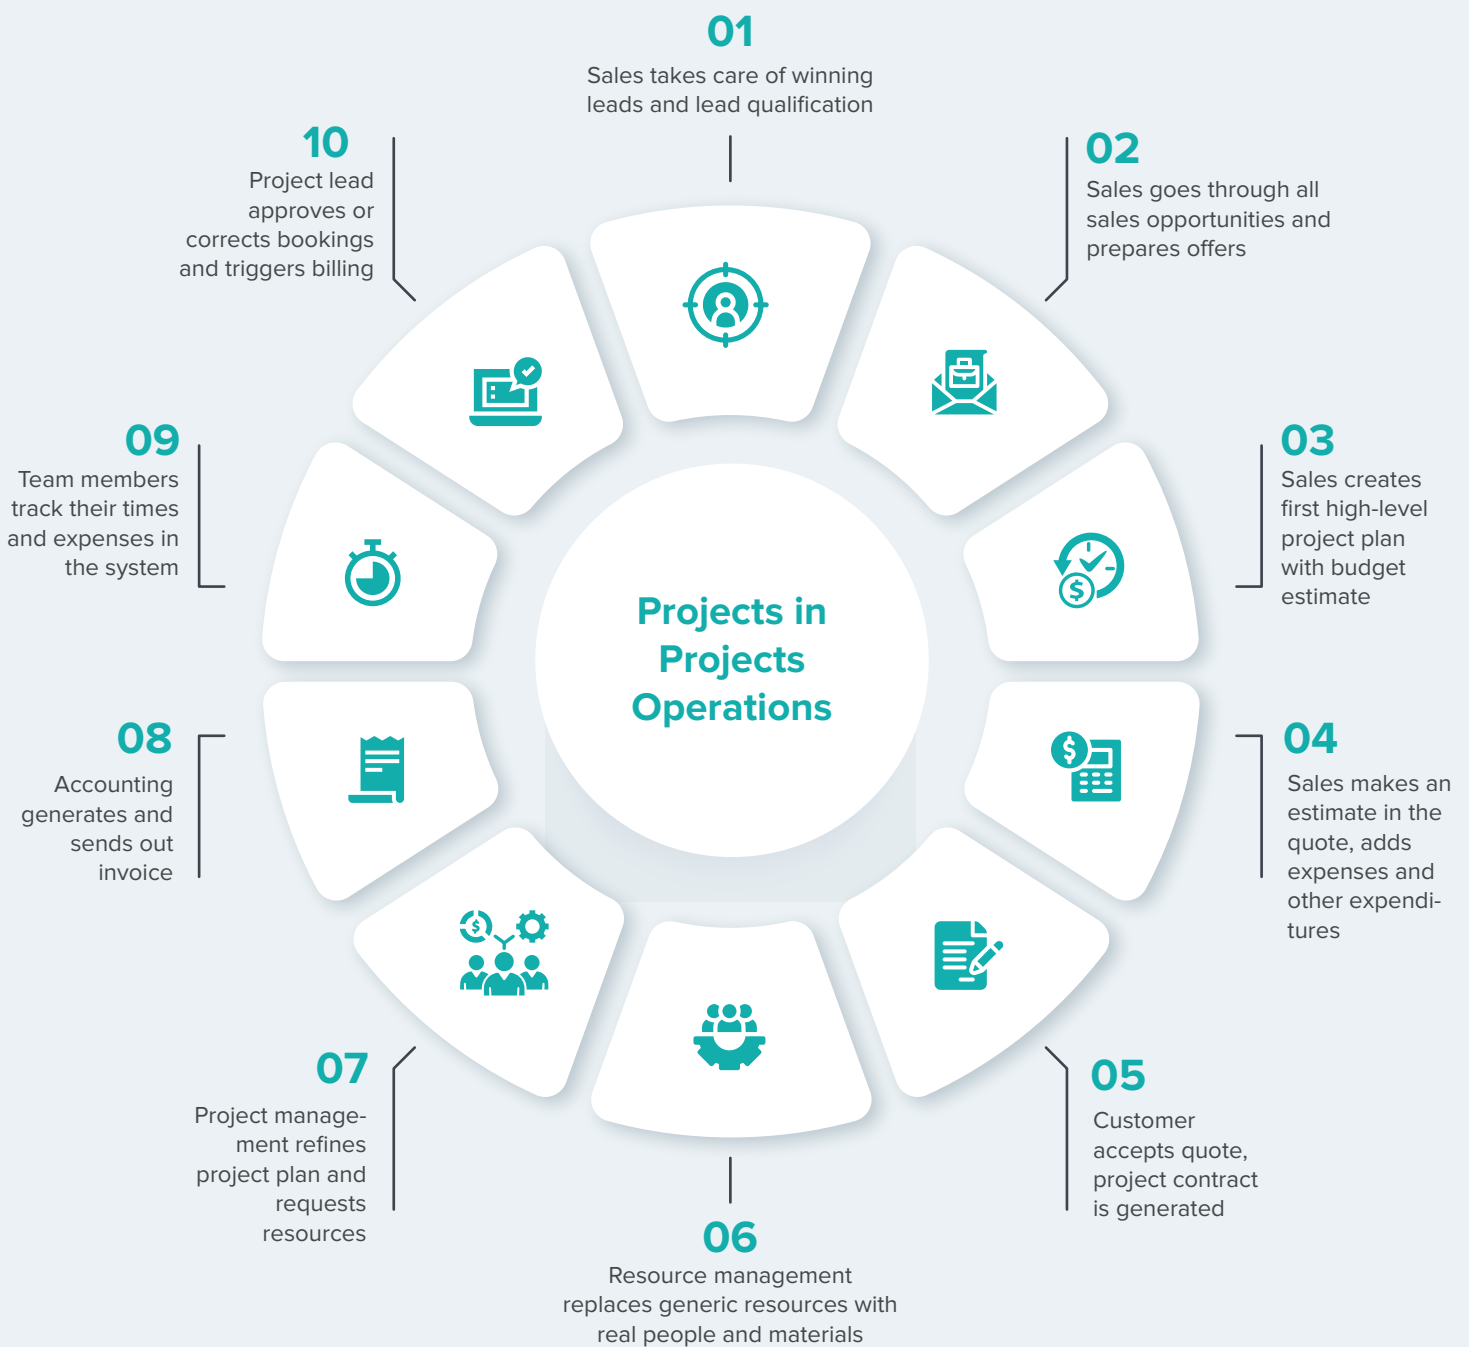 01
Sales takes care of winning
leads and lead qualification
02
Sales goes through all
sales opportunities and
prepares offers
03
Sales creates
first high-level
project plan
with budget
estimate
04
Sales makes an
estimate in the
quote, adds
expenses and
other expendi-
tures
05
Customer
accepts quote,
project contract
is generated
06
Resource management
replaces generic resources with
real people and materials
07
Project manage-
ment refines
project plan and
requests
resources
08
Accounting
generates and
sends out
invoice
09
Team members
track their times
and expenses in
the system
10
Project lead
approves or
corrects bookings
and triggers billing
Projects in
Projects
Operations
$
$
$